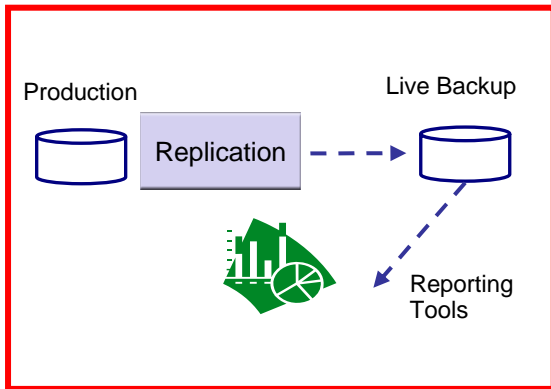 Production
Live Backup
Replication
Reporting
Tools